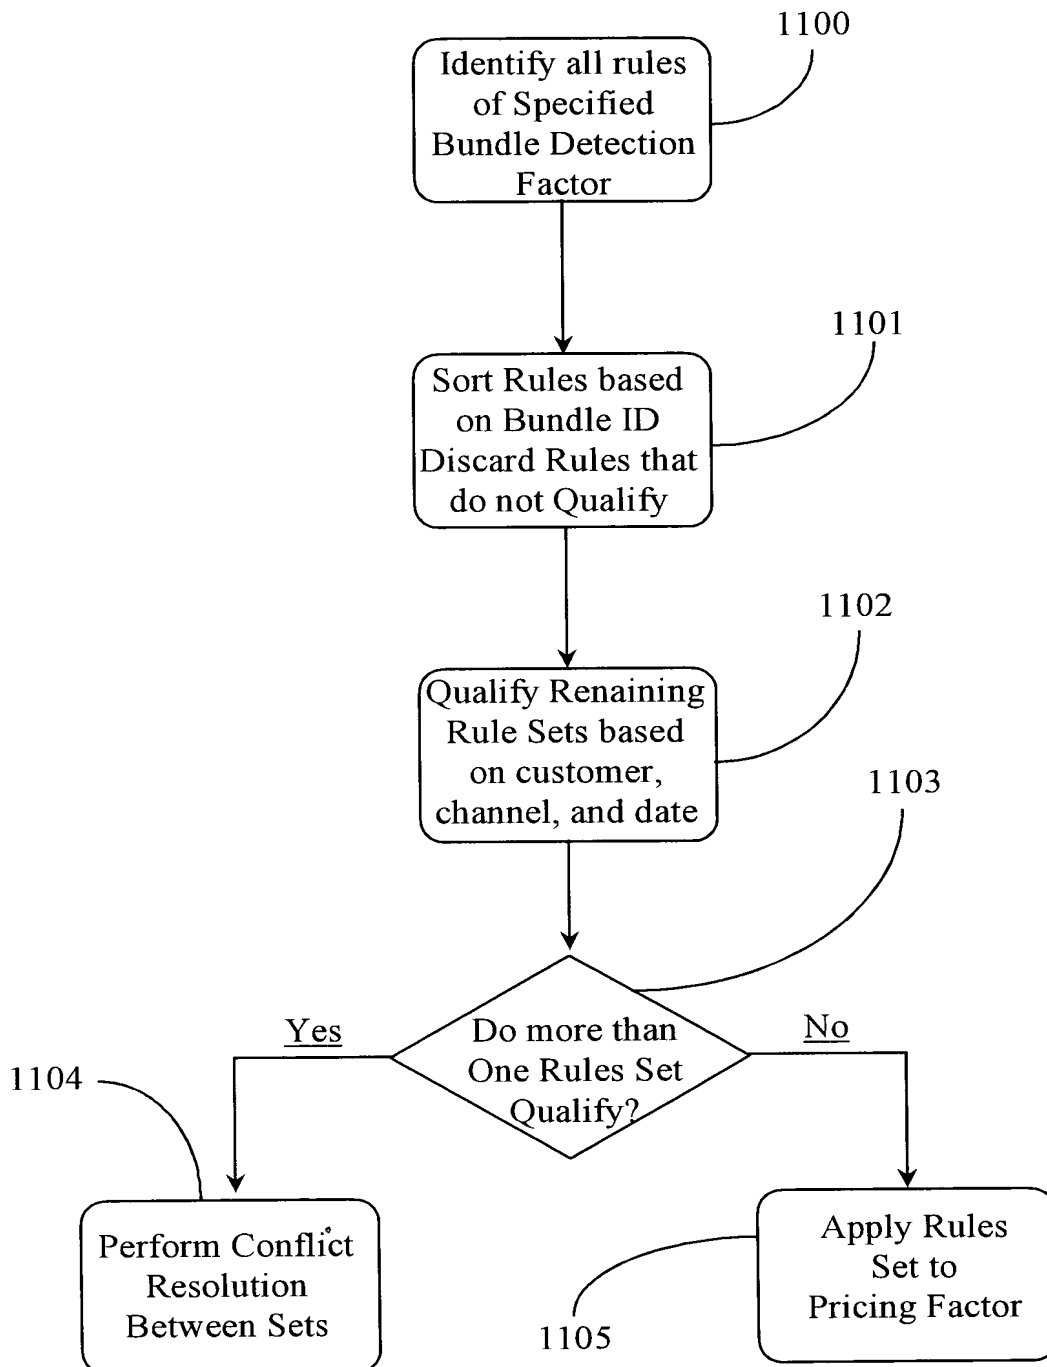 1100
Identify all rules
of Specified
Bundle Detection
Factor
1101
Sort Rules based
on Bundle ID
Discard Rules that
do not Qualify
1102
Qualify Renaining
Rule Sets based
on customer,
channel, and date
1103
Do more than
One Rules Set
Qualify?
Yes
No
1104
Perform Conflict
Resolution
Between Sets
Apply Rules
Set to
Pricing Factor
1105